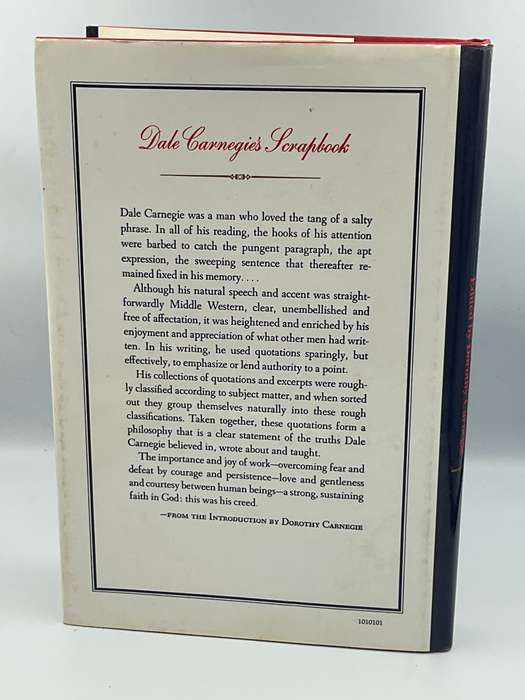 Dale Carnegie's Scrapbook
Dale Carnegie was a man who loved the tang of a salty
phrase. In all of his reading, the hooks of his attention
were barbed to catch the pungent paragraph, the apt
expression, the sweeping sentence that thereafter re-
mained fixed in his memory. . . .
Although his natural speech and accent was straight-
forwardly Middle Western, clear, unembellished and
free of affectation, it was heightened and enriched by his
enjoyment and appreciation of what other men had writ-
ten. In his writing, he used quotations sparingly, but
effectively, to emphasize or lend authority to a point.
His collections of quotations and excerpts were rough-
ly classified according to subject matter, and when sorted
out they group themselves naturally into these rough
classifications. Taken together, these quotations form a
philosophy that is a clear statement of the truths Dale
Carnegie believed in, wrote about and taught.
The importance and joy of work—overcoming fear and
defeat by courage and persistence—love and gentleness
and courtesy between human beings—a strong, sustaining
faith in God: this was his creed.
—FROM THE INTRODUCTION BY DOROTHY CARNEGIE
1010101
Edited by Dorothy Carnegie